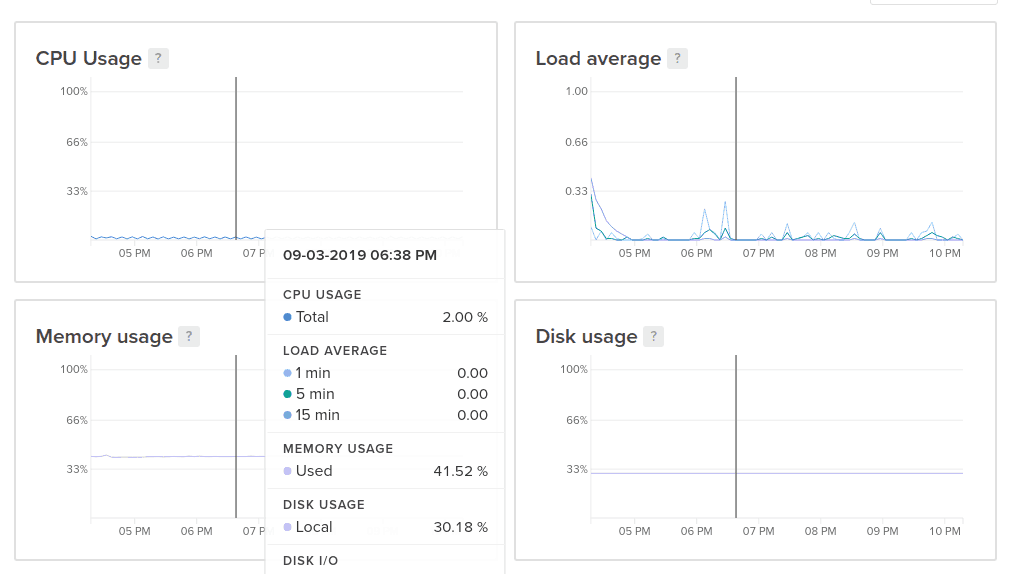 CPU Usage ?
100%
66%
33%
05 PM 06 PM 07 P
Load average ?
1.00
0.66
0.33
05 PM 06 PM 07 PM 08 PM 09 PM 10 PM
09-03-2019 06:38 PM
CPU USAGE
Total 2.00 %
LOAD AVERAGE
1 min 0.00
5 min 0.00
15 min 0.00
MEMORY USAGE
Used 41.52 %
DISK USAGE
Local 30.18 %
DISK I/O
Memory usage ?
100%
66%
33%
05 PM 06 PM 07 P
Disk usage ?
100%
66%
33%
05 PM 06 PM 07 PM 08 PM 09 PM 10 PM